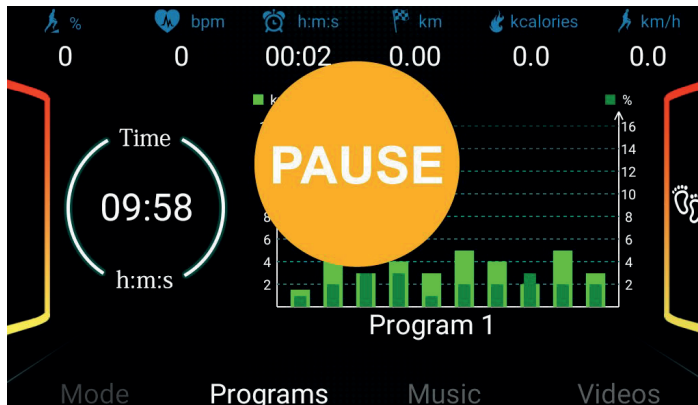 % bpm h:m:s km kcalories km/h
0 0 00:02 0.00 0.0 0.0
k %
16
14
Time
12
PAUSE
10
09:58
8
6 6
4 4
h:m:s
2 2
Program 1
Mode Programs Music Videos